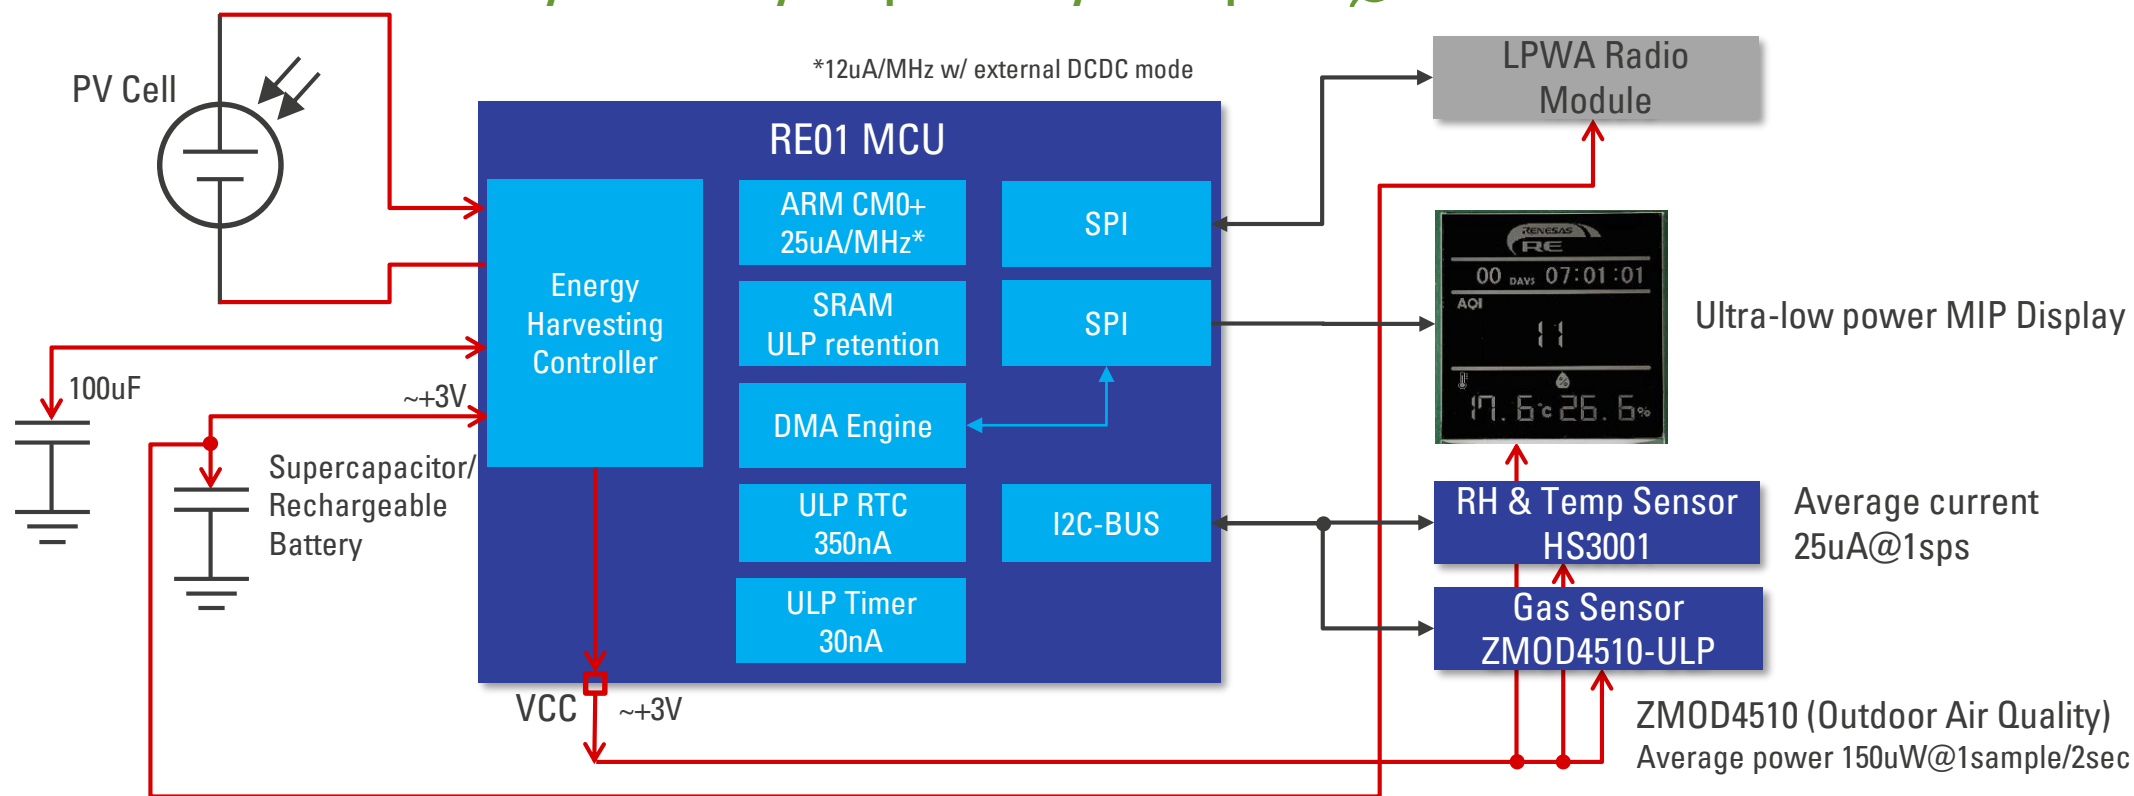 *12uA/MHz w/ external DCDC mode
PV Cell
LPWA Radio
Module
RE01 MCU
Energy
Harvesting
Controller
ARM CM0+
25uA/MHz*
SPI
SRAM
ULP retention
SPI
DMA Engine
ULP RTC
350nA
I2C-BUS
ULP Timer
30nA
RENESAS
RE
00 DAYS 07:01:01
AQI
11
17.6°C 26.6%
Ultra-low power MIP Display
100uF
~+3V
Supercapacitor/
Rechargeable
Battery
RH & Temp Sensor
HS3001
Average current
25uA@1sps
Gas Sensor
ZMOD4510-ULP
VCC
~+3V
ZMOD4510 (Outdoor Air Quality)
Average power 150uW@1sample/2sec